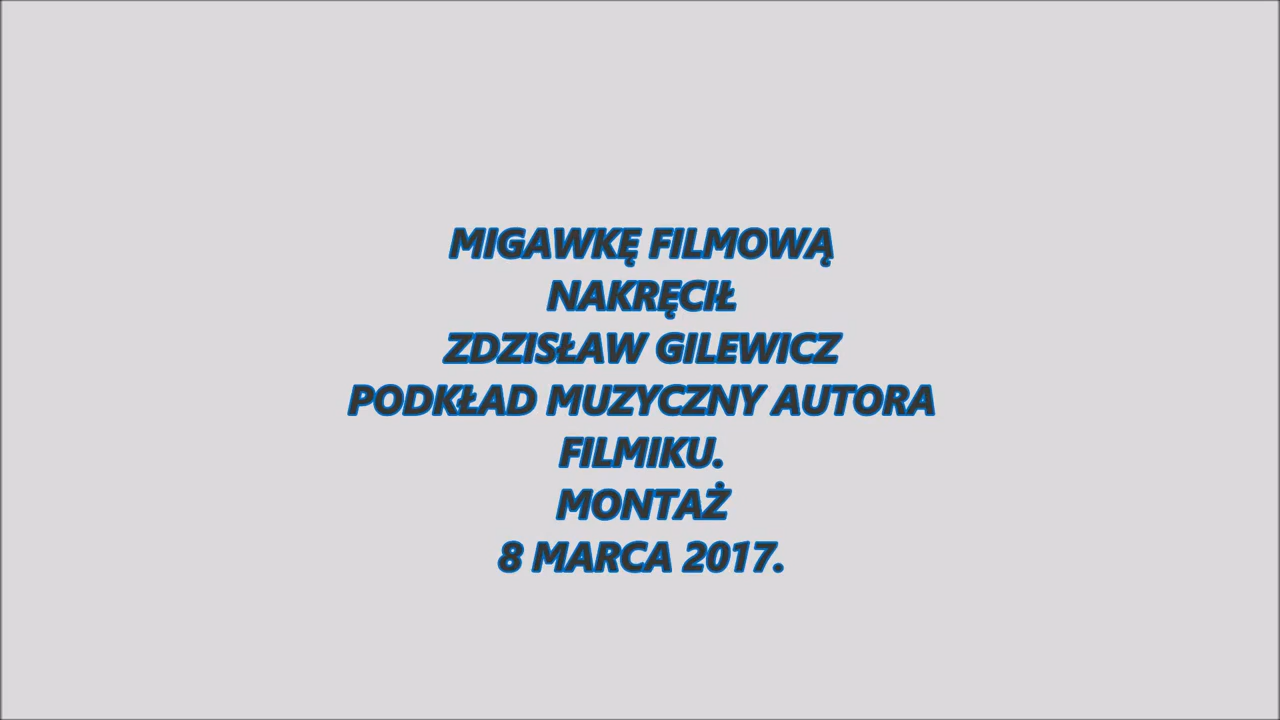 MIGAWKĘ FILMOWĄ
NAKRĘCIŁ
ZDZISŁAW GILEWICZ
PODKŁAD MUZYCZNY AUTORA
FILMIKU.
MONTAŻ
8 MARCA 2017.